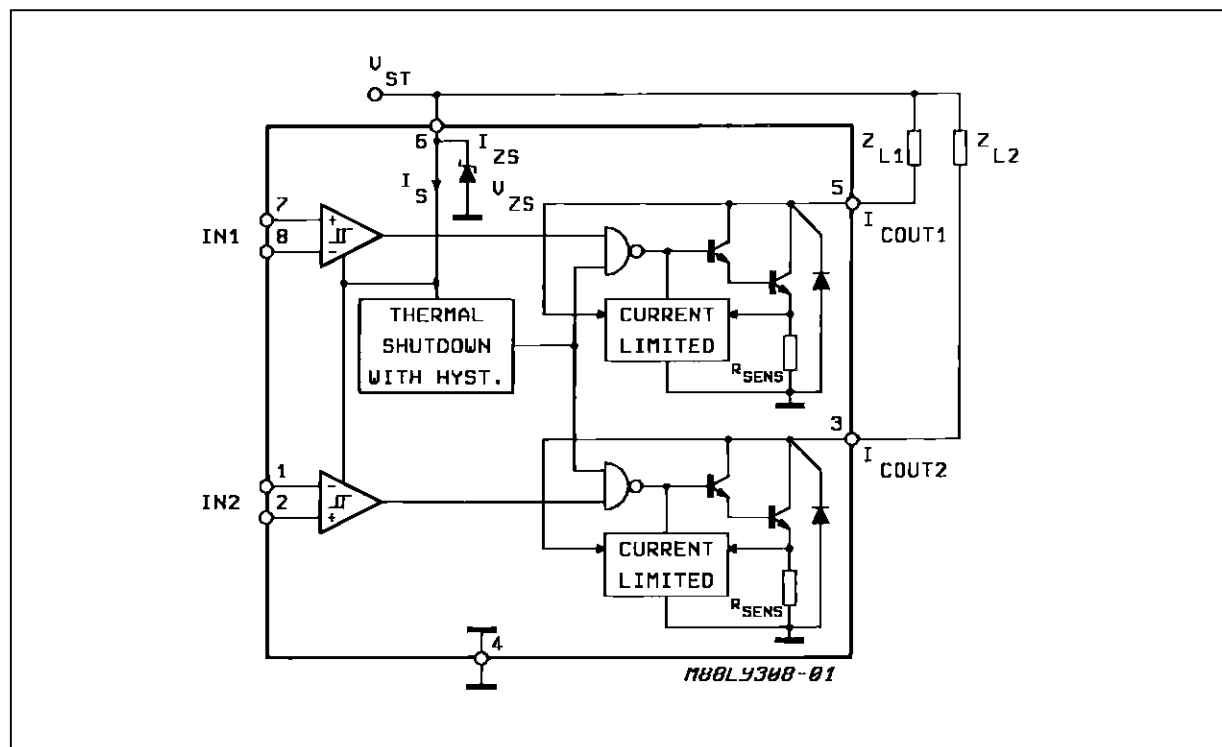 V
ST
6
I
ZS
I
S
V
ZS
Z
L1
Z
L2
5
I
COUT1
7
+
IN1
8
-
THERMAL
SHUTDOWN
WITH HYST.
CURRENT
LIMITED
R
SENS
3
I
COUT2
1
-
IN2
2
+
CURRENT
LIMITED
R
SENS
4
M88L9308-01